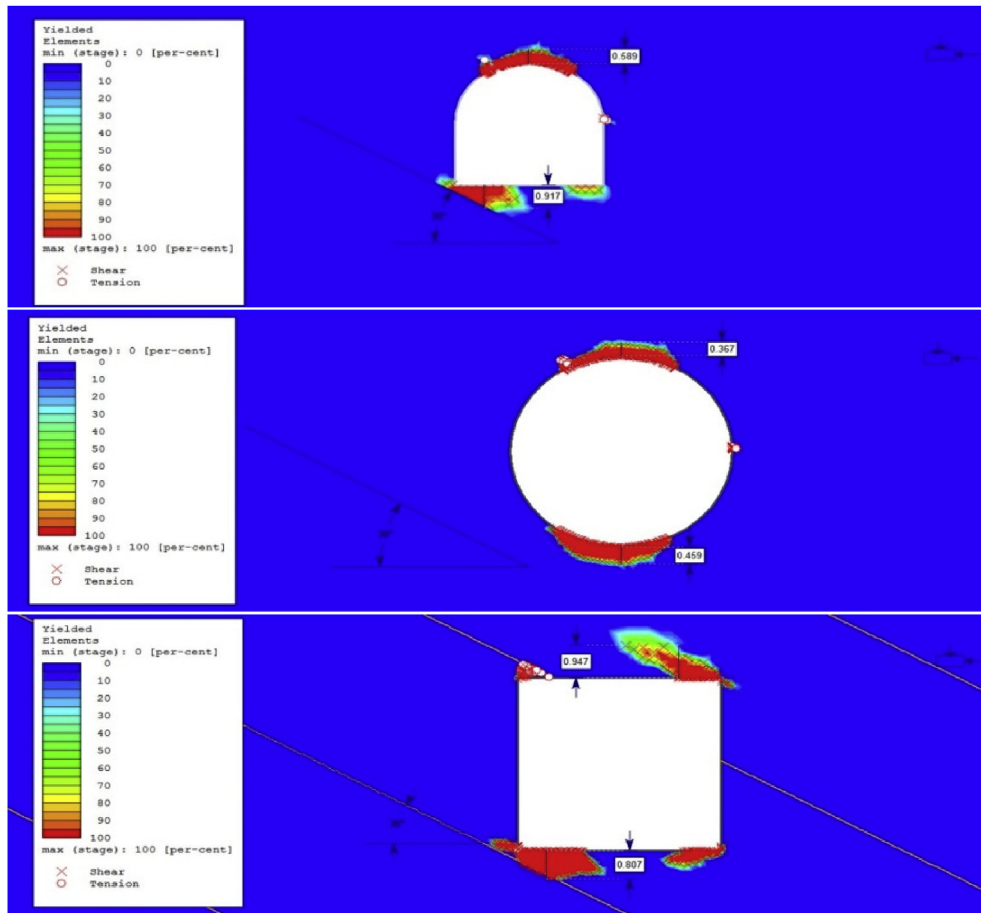 Yielded
Elements
min (stage): 0 [per-cent]
0
10
20
30
40
50
60
70
80
90
100
max (stage): 100 [per-cent]
Shear
Tension
0.589
0.917
Yielded
Elements
min (stage): 0 [per-cent]
0
10
20
30
40
50
60
70
80
90
100
max (stage): 100 [per-cent]
Shear
Tension
0.367
0.459
Yielded
Elements
min (stage): 0 [per-cent]
0
10
20
30
40
50
60
70
80
90
100
max (stage): 100 [per-cent]
Shear
Tension
0.947
0.807